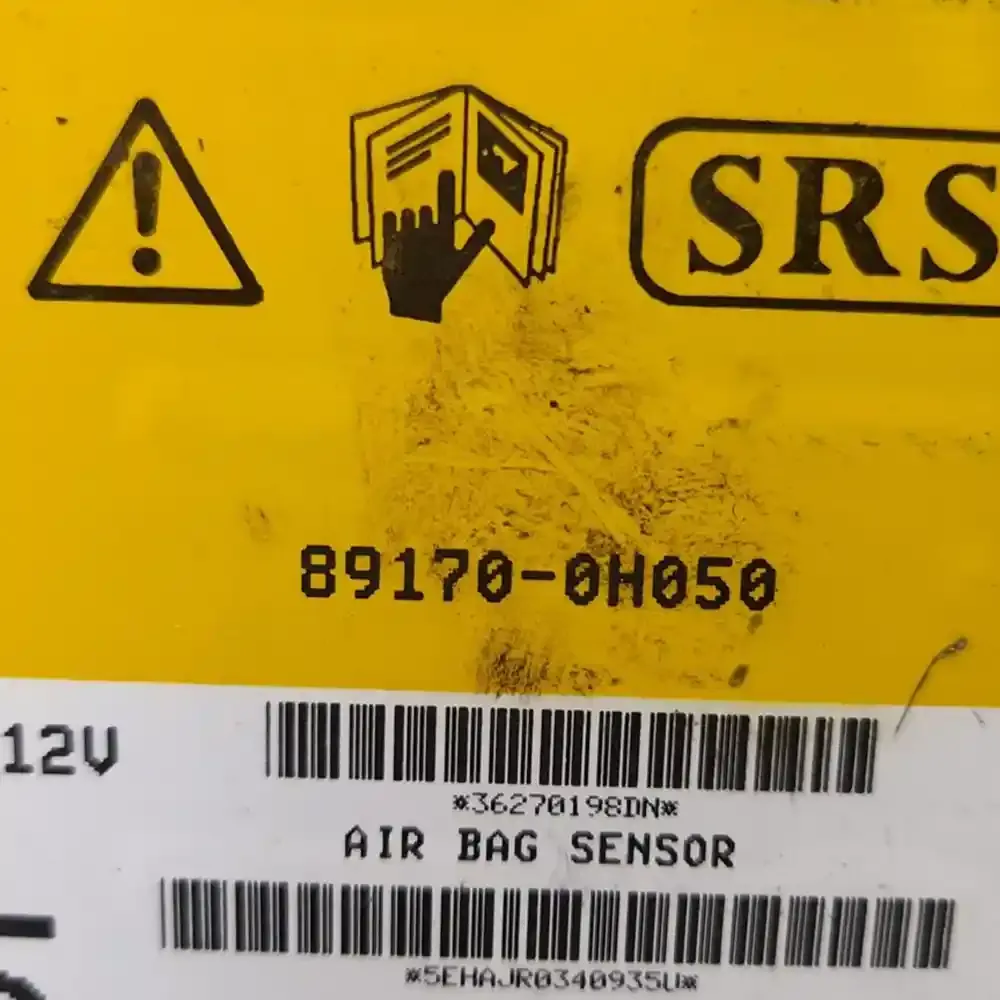 SRS
89170-0H050
12V
*36270198DN*
AIR BAG SENSOR
*5EHAJR0340935U*